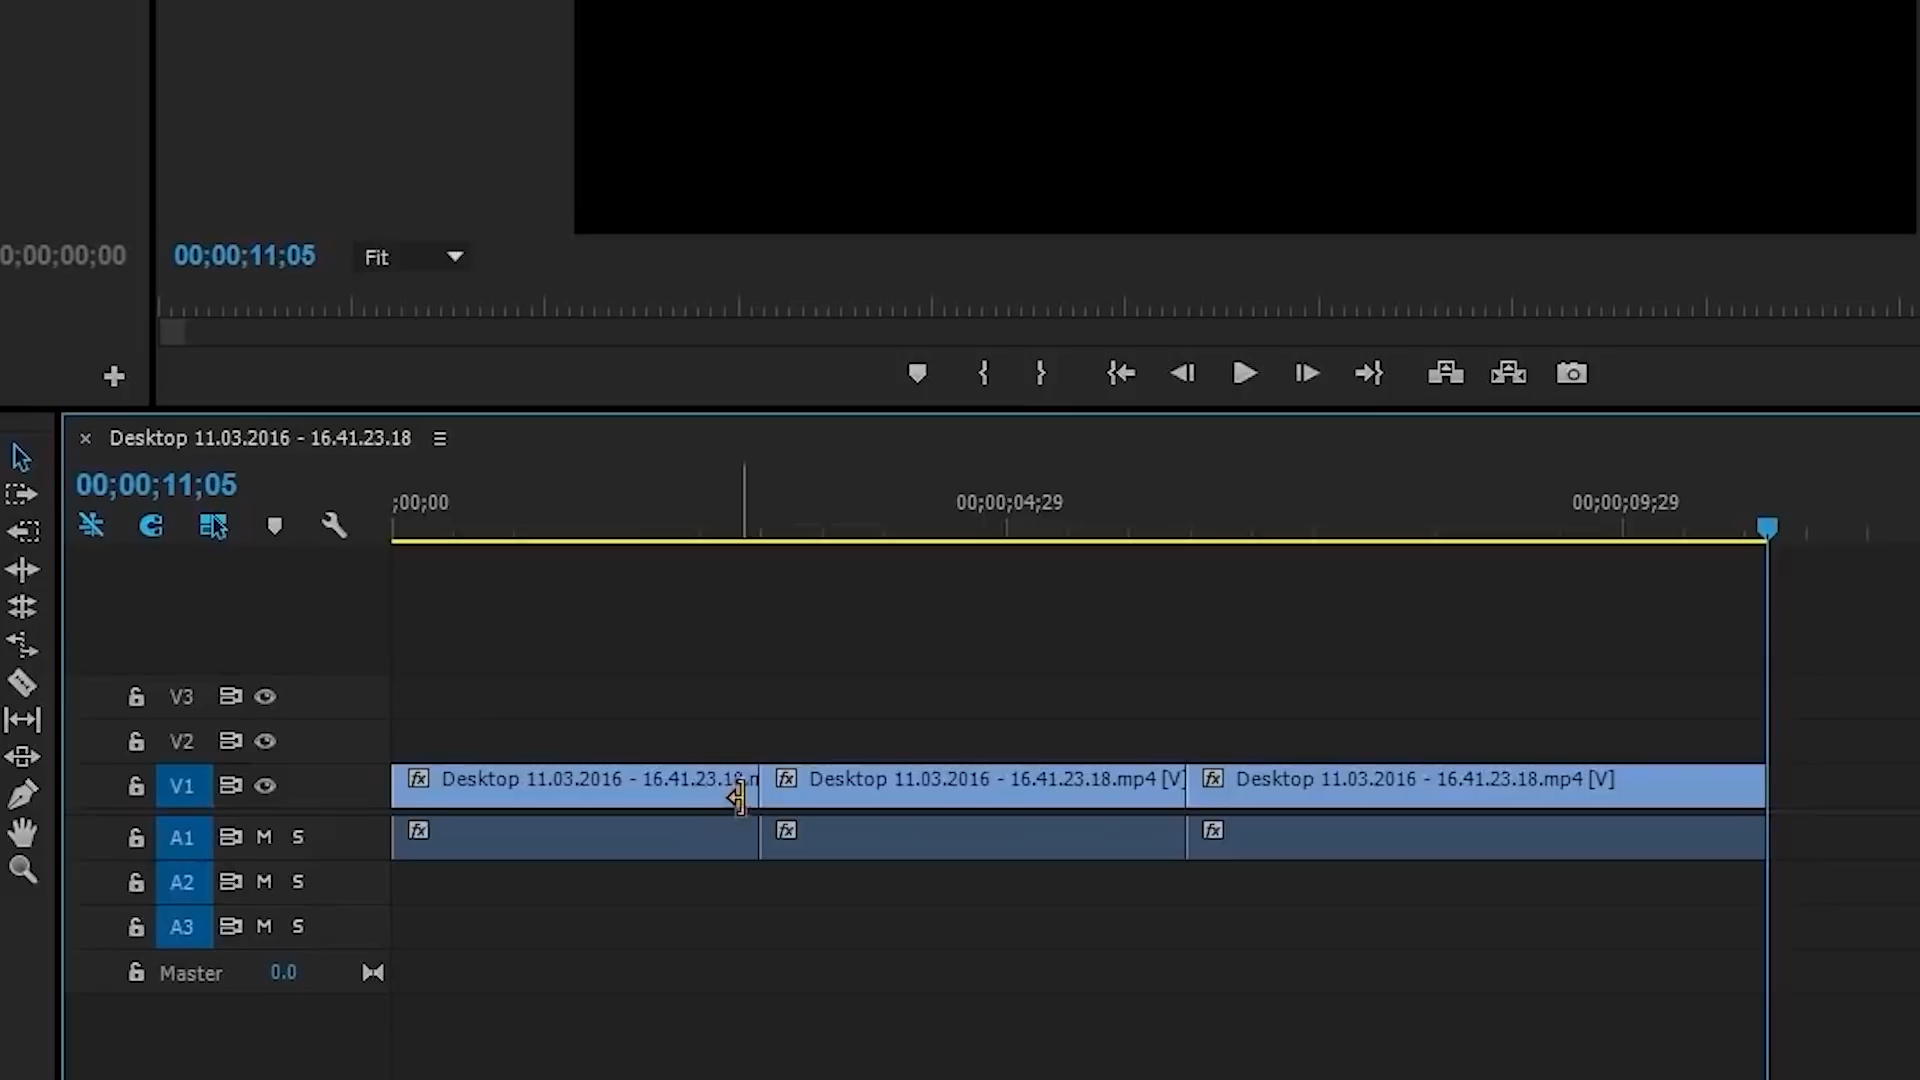 0;00;00;00
00;00;11;05
Fit
Desktop 11.03.2016 - 16.41.23.18
00;00;11;05
;00;00
00;00;04;29
00;00;09;29
V3
V2
V1
fx Desktop 11.03.2016 - 16.41.23.18.m
fx Desktop 11.03.2016 - 16.41.23.18.mp4 [V]
fx Desktop 11.03.2016 - 16.41.23.18.mp4 [V]
A1 M S
fx
fx
fx
A2 M S
A3 M S
Master 0.0